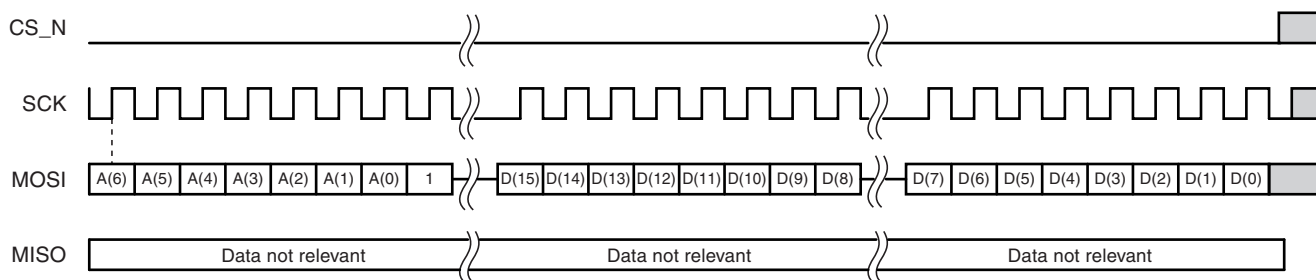 CS_N
SCK
MOSI A(6) A(5) A(4) A(3) A(2) A(1) A(0) 1 D(15) D(14) D(13) D(12) D(11) D(10) D(9) D(8) D(7) D(6) D(5) D(4) D(3) D(2) D(1) D(0)
MISO Data not relevant Data not relevant Data not relevant